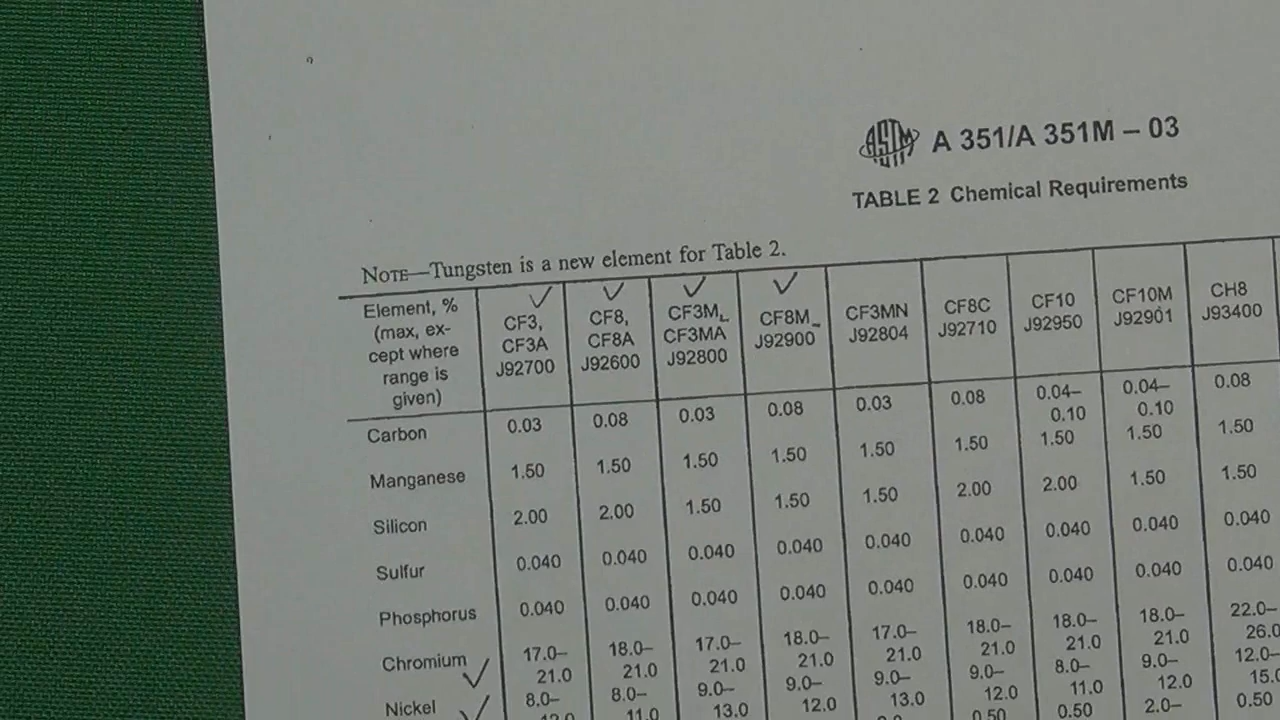 ASTM A 351/A 351M – 03
TABLE 2 Chemical Requirements
NOTE—Tungsten is a new element for Table 2.
Element, % (max, ex- cept where range is given) CF3, CF3A J92700 CF8, CF8A J92600 CF3M, CF3MA J92800 CF8M J92900 CF3MN J92804 CF8C J92710 CF10 J92950 CF10M J92901 CH8 J93400
Carbon 0.03 0.08 0.03 0.08 0.03 0.08 0.04–0.10 0.04–0.10 0.08
Manganese 1.50 1.50 1.50 1.50 1.50 1.50 1.50 1.50 1.50
Silicon 2.00 2.00 1.50 1.50 1.50 2.00 2.00 1.50 1.50
Sulfur 0.040 0.040 0.040 0.040 0.040 0.040 0.040 0.040 0.040
Phosphorus 0.040 0.040 0.040 0.040 0.040 0.040 0.040 0.040 0.040
Chromium 17.0–21.0 18.0–21.0 17.0–21.0 18.0–21.0 17.0–21.0 18.0–21.0 18.0–21.0 18.0–21.0 22.0–26.0
Nickel 8.0– 8.0–11.0 9.0–13.0 9.0–12.0 9.0–13.0 9.0–12.0 8.0–11.0 9.0–12.0 12.0–15.0
0.50 0.50 2.0– 0.50